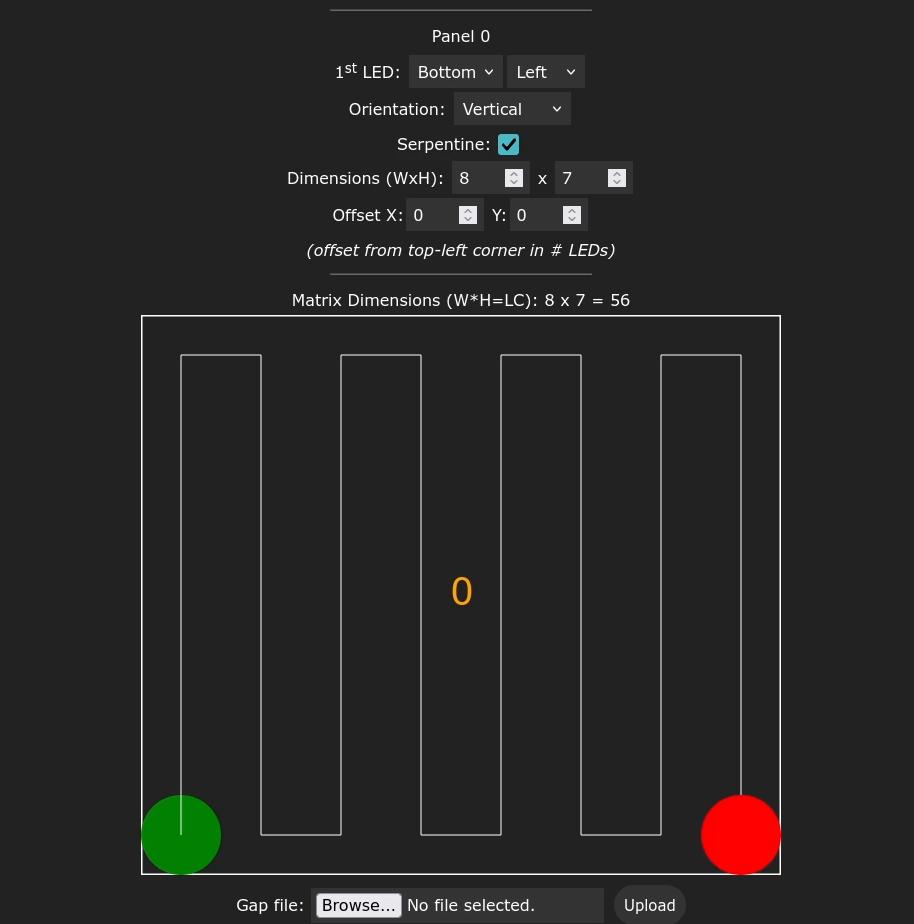 Panel 0
1st LED: Bottom Left
Orientation: Vertical
Serpentine:
Dimensions (WxH): 8 x 7
Offset X: 0 Y: 0
(offset from top-left corner in # LEDs)
Matrix Dimensions (W*H=LC): 8 x 7 = 56
0
Gap file: Browse... No file selected. Upload